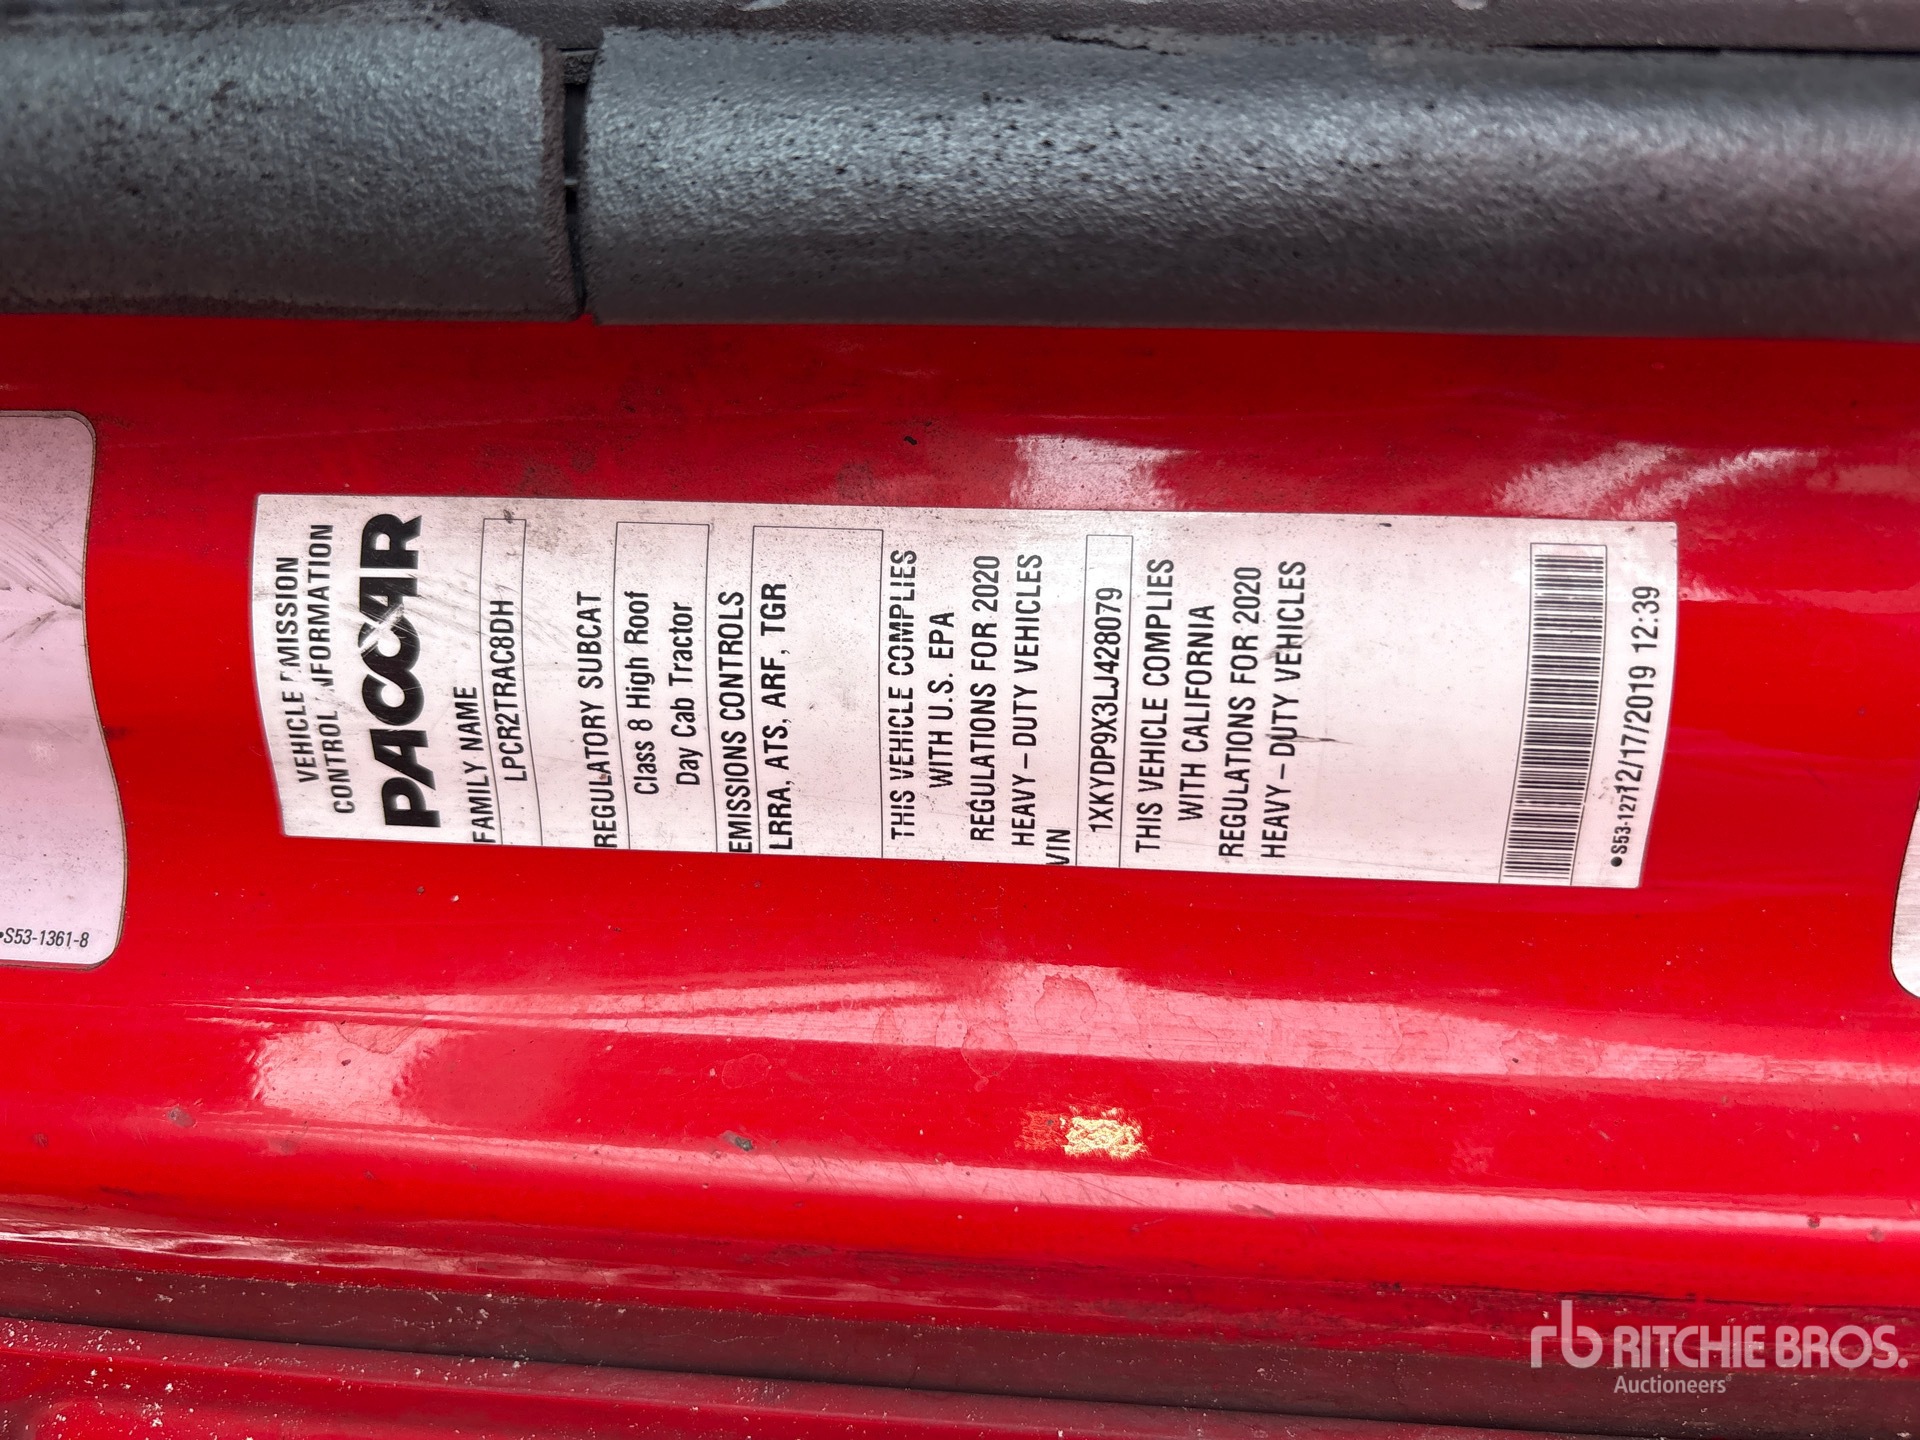 VEHICLE EMISSION
CONTROL INFORMATION
PACCAR
FAMILY NAME
LPCR2TRAC8DH
REGULATORY SUBCAT
Class 8 High Roof
Day Cab Tractor
EMISSIONS CONTROLS
LRRA, ATS, ARF, TGR
THIS VEHICLE COMPLIES
WITH U.S. EPA
REGULATIONS FOR 2020
HEAVY-DUTY VEHICLES
VIN
1XKYDP9X3LJ428079
THIS VEHICLE COMPLIES
WITH CALIFORNIA
REGULATIONS FOR 2020
HEAVY-DUTY VEHICLES
•S53-1271 12/17/2019 12:39
•S53-1361-8
rb RITCHIE BROS.
Auctioneers